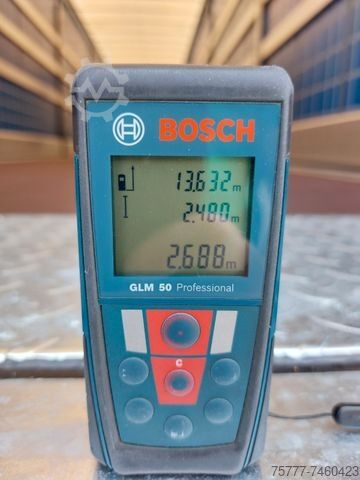 BOSCH
13.632 m
2.480 m
2.688 m
GLM 50 Professional
C
75777-7460423